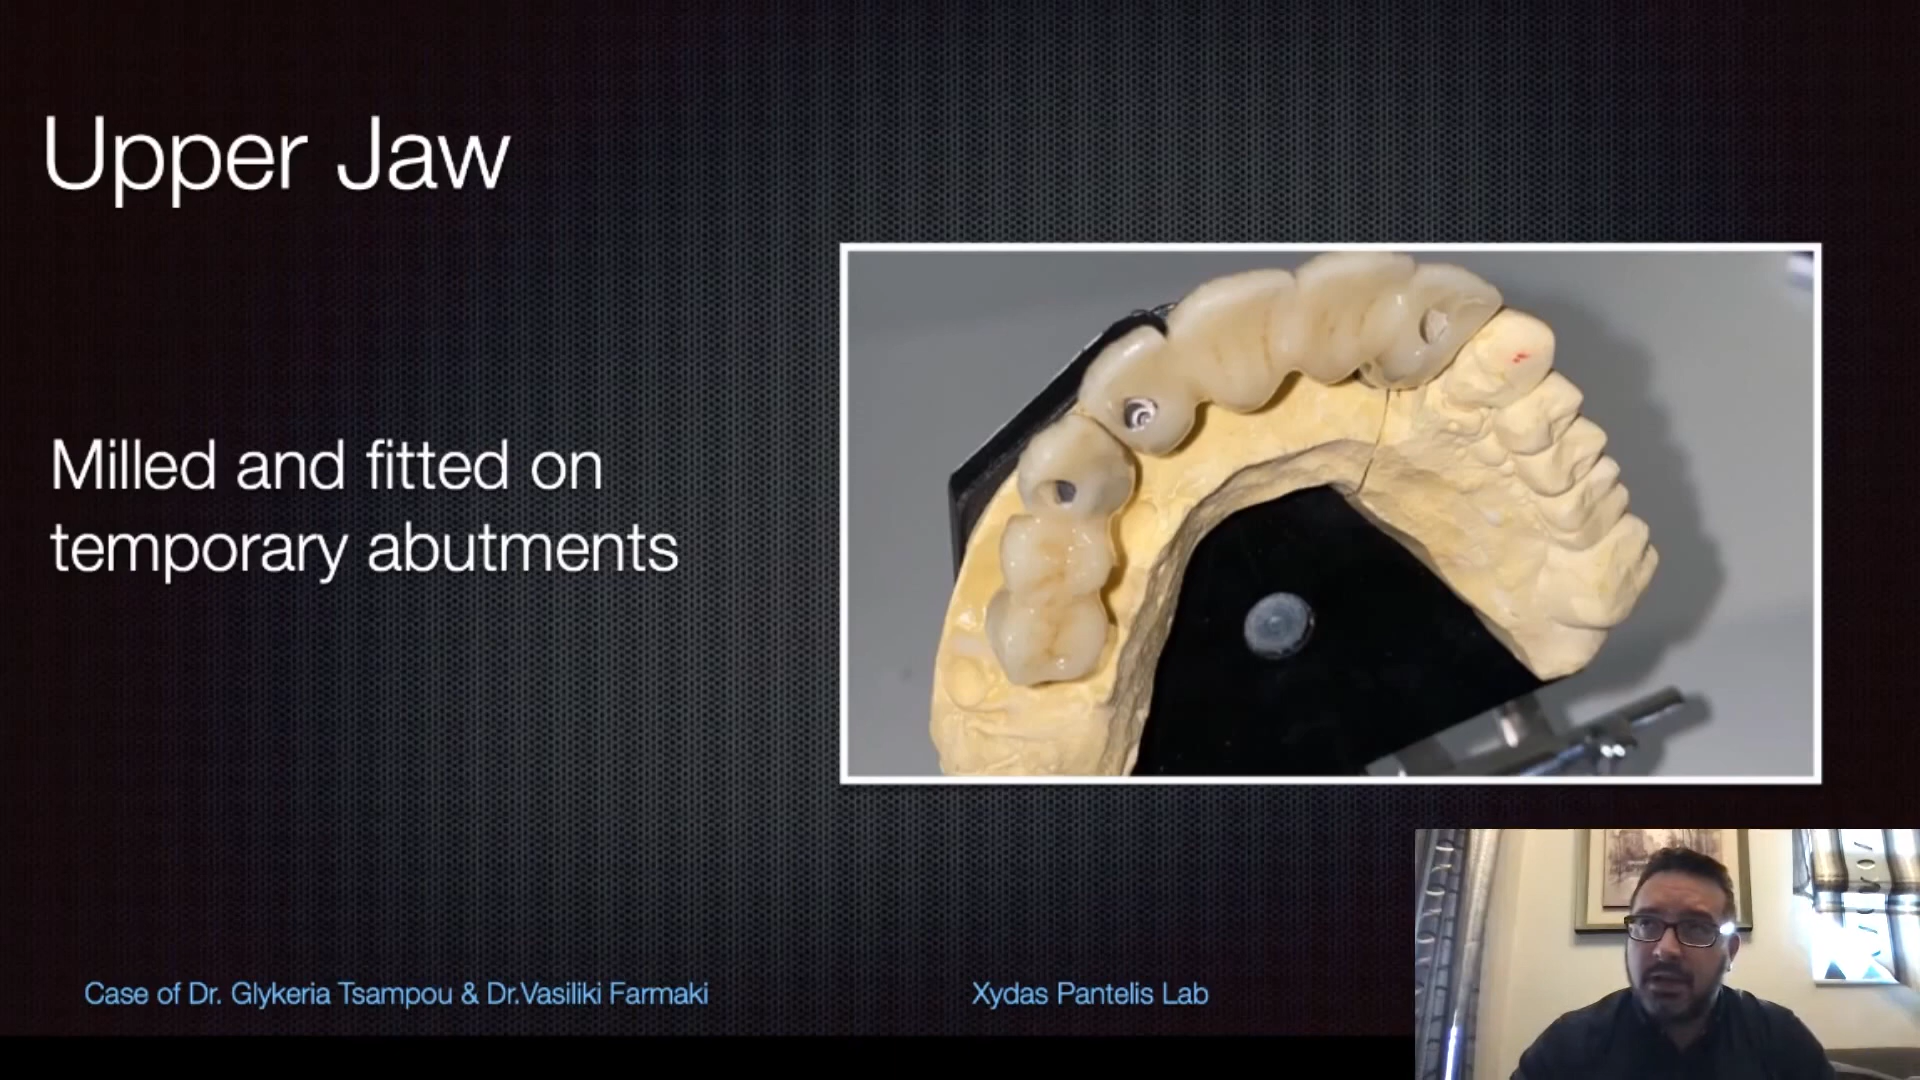 Upper Jaw
Milled and fitted on
temporary abutments
Case of Dr. Glykeria Tsampou & Dr.Vasiliki Farmaki
Xydas Pantelis Lab